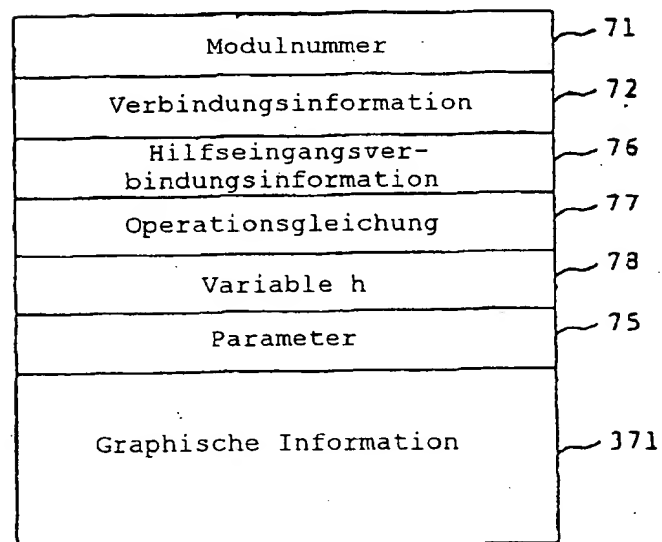 Modulnummer 71
Verbindungsinformation 72
Hilfseingangsver-
bindungsinformation 76
Operationsgleichung 77
Variable h 78
Parameter 75
Graphische Information 371